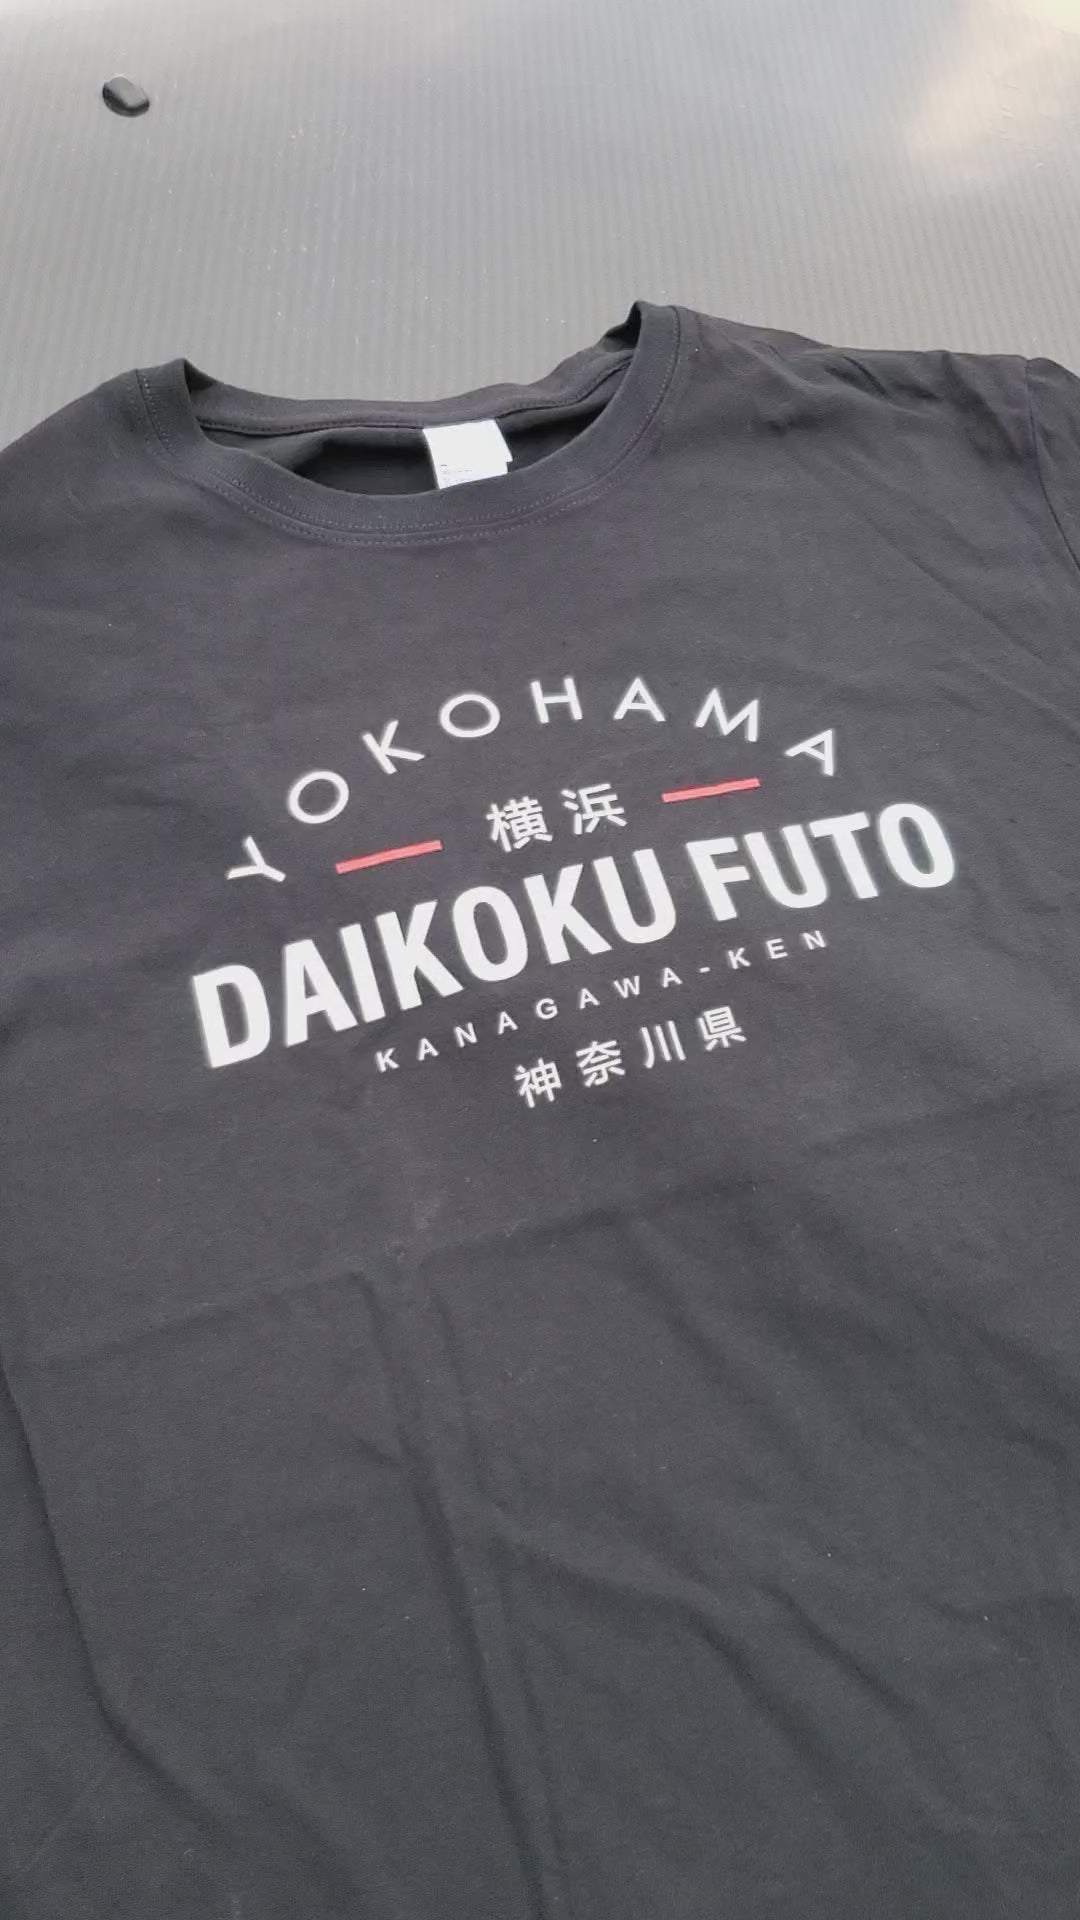 YOKOHAMA
横浜
DAIKOKU FUTO
KANAGAWA-KEN
神奈川県